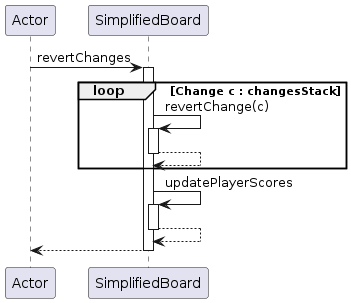 Actor SimplifiedBoard
revertChanges
loop [Change c : changesStack]
revertChange(c)
updatePlayerScores
Actor SimplifiedBoard